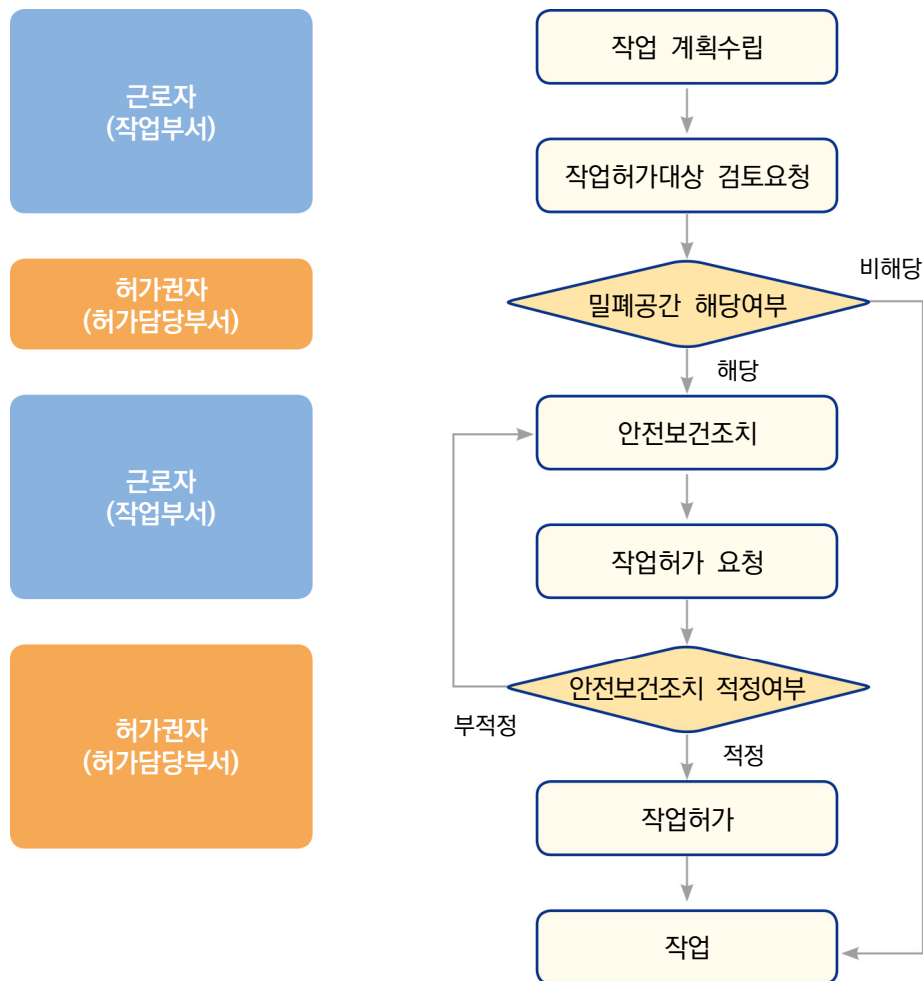 근로자
(작업부서)
작업 계획수립
작업허가대상 검토요청
허가권자
(허가담당부서)
밀폐공간 해당여부
비해당
해당
근로자
(작업부서)
안전보건조치
작업허가 요청
허가권자
(허가담당부서)
안전보건조치 적정여부
부적정
적정
작업허가
작업